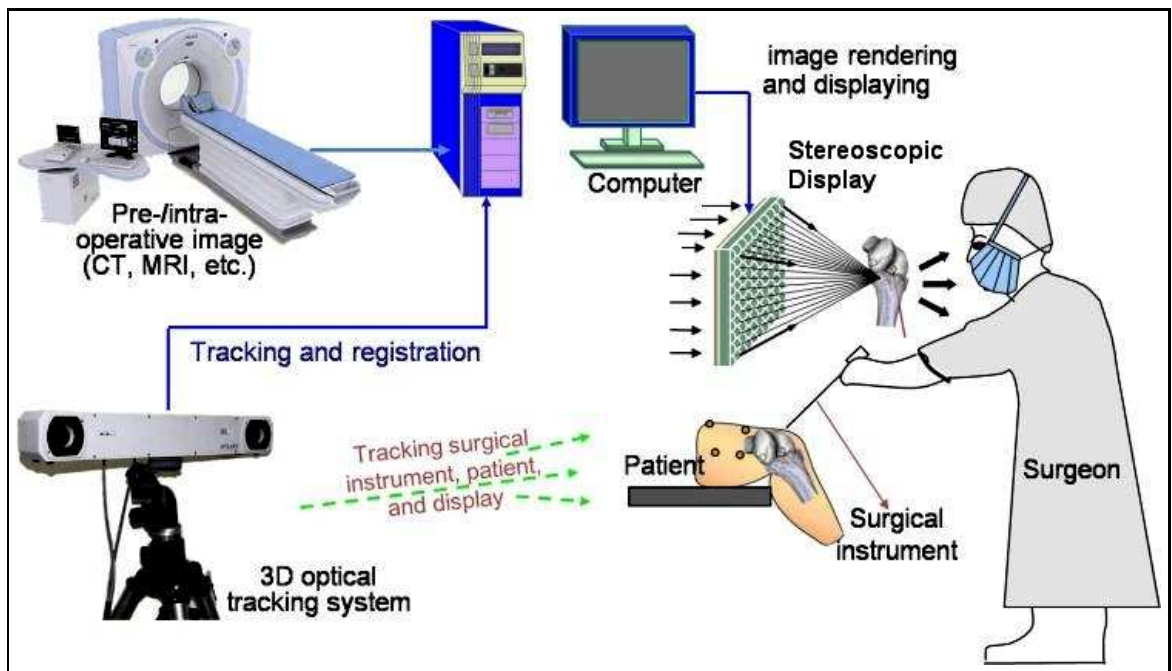 image rendering
and displaying
Stereoscopic
Display
Computer
Pre-/intra-
operative image
(CT, MRI, etc.)
Tracking and registration
Tracking surgical
instrument, patient,
and display
Patient
Surgeon
Surgical
instrument
3D optical
tracking system